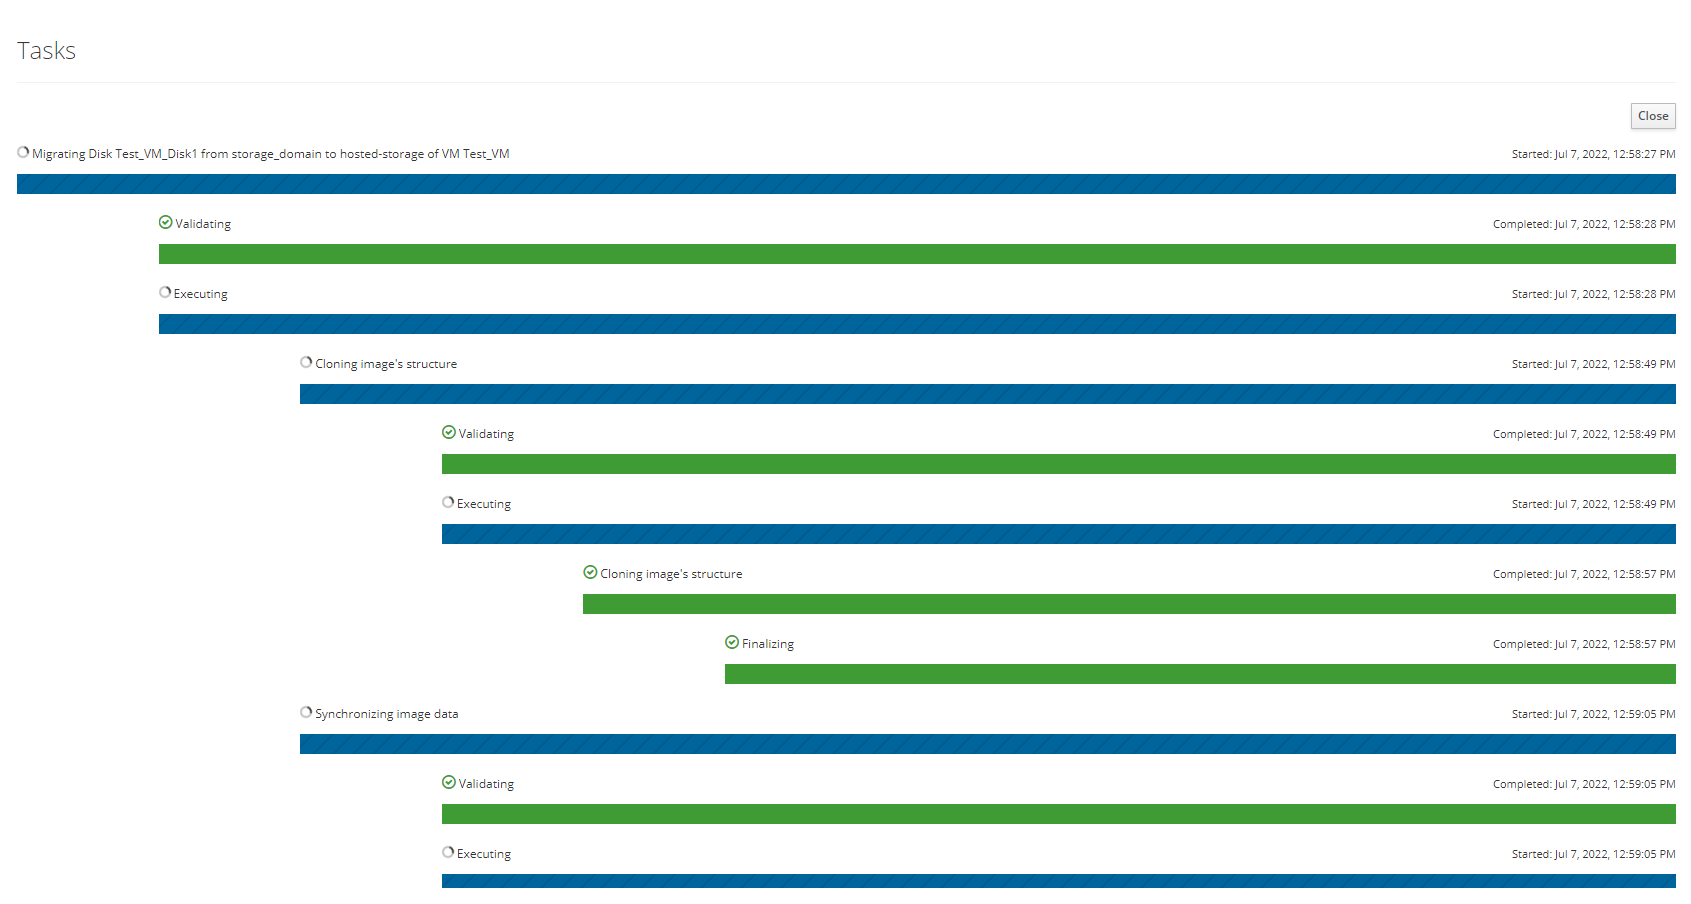 Tasks
Close
Migrating Disk Test_VM_Disk1 from storage_domain to hosted-storage of VM Test_VM Started: Jul 7, 2022, 12:58:27 PM
Validating Completed: Jul 7, 2022, 12:58:28 PM
Executing Started: Jul 7, 2022, 12:58:28 PM
Cloning image's structure Started: Jul 7, 2022, 12:58:49 PM
Validating Completed: Jul 7, 2022, 12:58:49 PM
Executing Started: Jul 7, 2022, 12:58:49 PM
Cloning image's structure Completed: Jul 7, 2022, 12:58:57 PM
Finalizing Completed: Jul 7, 2022, 12:58:57 PM
Synchronizing image data Started: Jul 7, 2022, 12:59:05 PM
Validating Completed: Jul 7, 2022, 12:59:05 PM
Executing Started: Jul 7, 2022, 12:59:05 PM